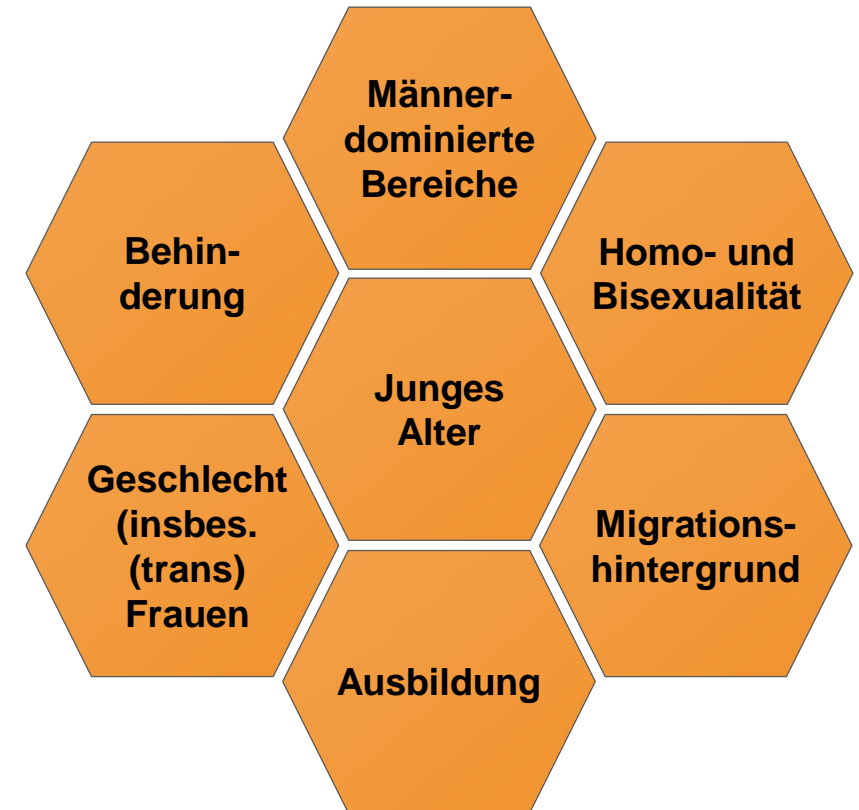 Männer-
dominierte
Bereiche
Behin-
derung
Homo- und
Bisexualität
Junges
Alter
Geschlecht
(insbes.
(trans)
Frauen
Migrations-
hintergrund
Ausbildung